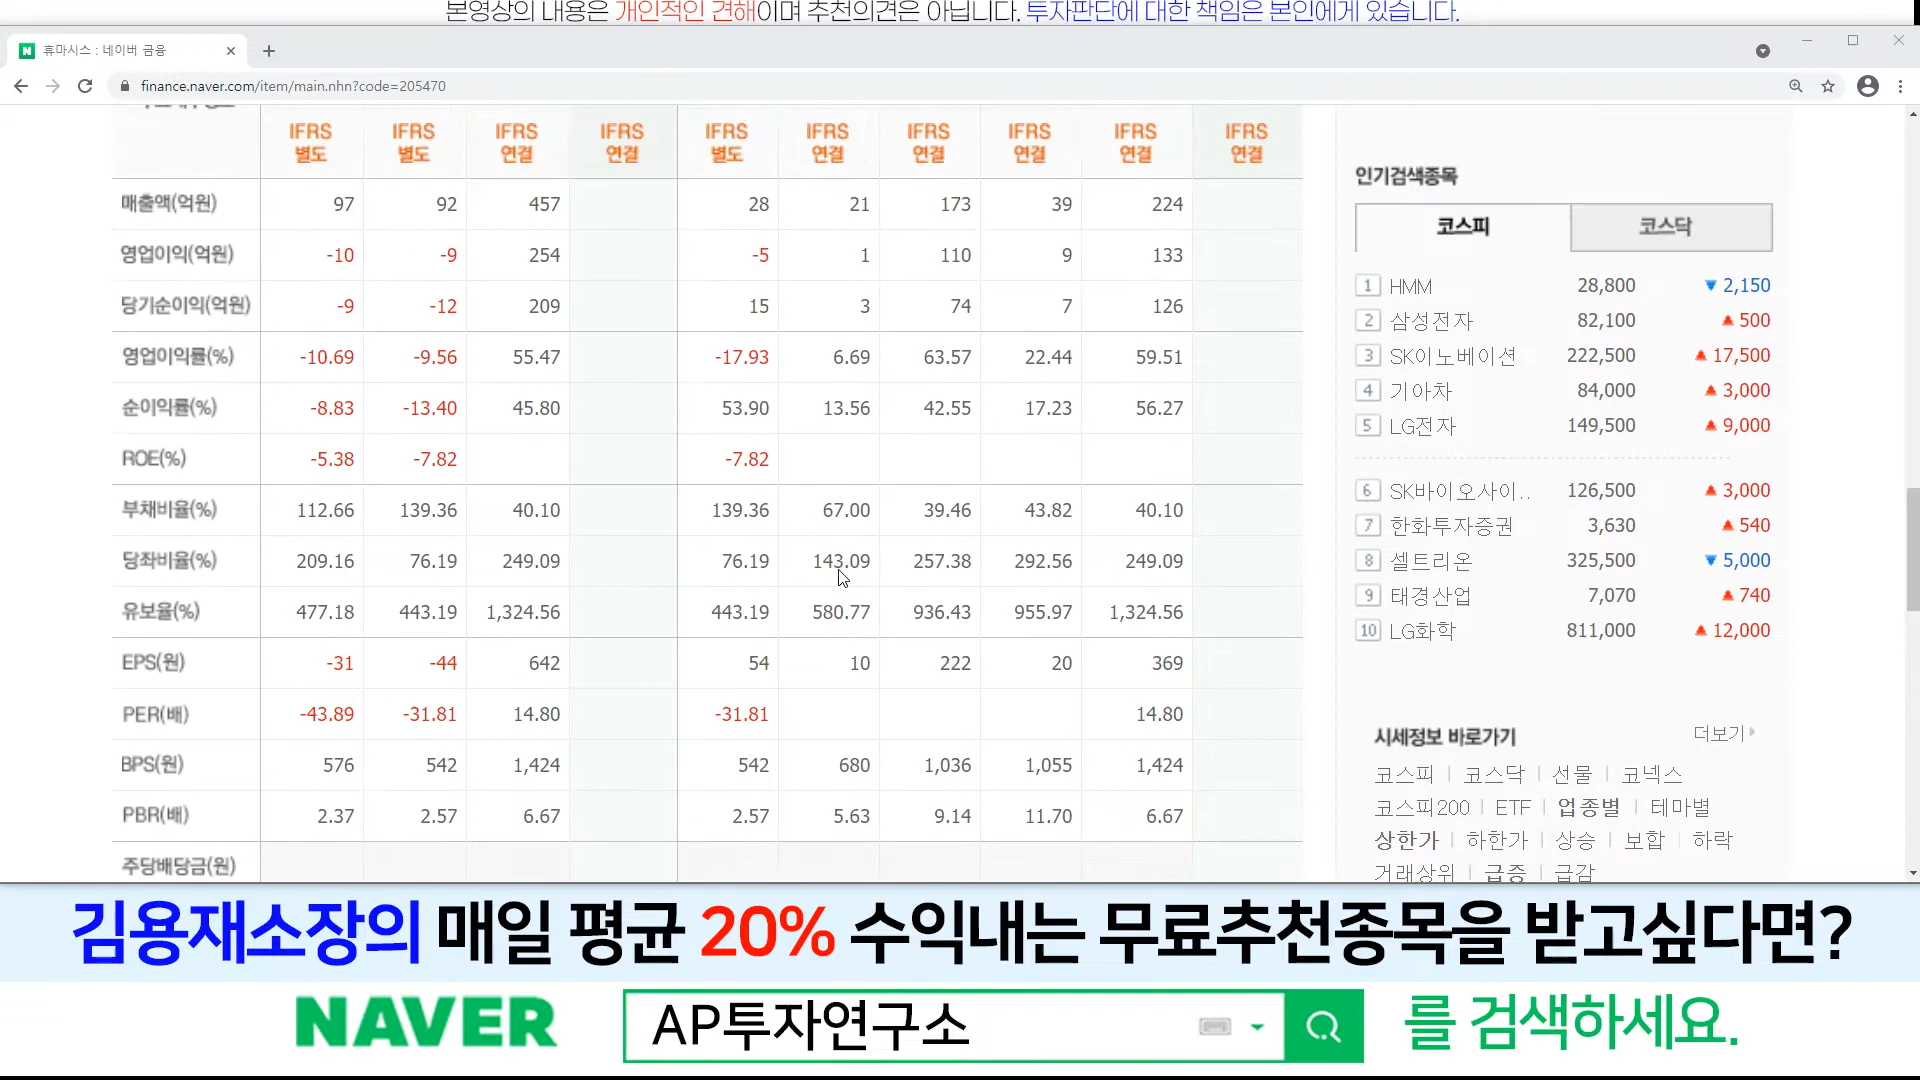 본영상의 내용은 개인적인 견해이며 추천의견은 아닙니다. 투자판단에 대한 책임은 본인에게 있습니다.
휴마시스 : 네이버 금융
finance.naver.com/item/main.nhn?code=205470
IFRS 별도 IFRS 별도 IFRS 연결 IFRS 연결 IFRS 별도 IFRS 연결 IFRS 연결 IFRS 연결 IFRS 연결 IFRS 연결
매출액(억원) 97 92 457 28 21 173 39 224
영업이익(억원) -10 -9 254 -5 1 110 9 133
당기순이익(억원) -9 -12 209 15 3 74 7 126
영업이익률(%) -10.69 -9.56 55.47 -17.93 6.69 63.57 22.44 59.51
순이익률(%) -8.83 -13.40 45.80 53.90 13.56 42.55 17.23 56.27
ROE(%) -5.38 -7.82 -7.82
부채비율(%) 112.66 139.36 40.10 139.36 67.00 39.46 43.82 40.10
당좌비율(%) 209.16 76.19 249.09 76.19 143.09 257.38 292.56 249.09
유보율(%) 477.18 443.19 1,324.56 443.19 580.77 936.43 955.97 1,324.56
EPS(원) -31 -44 642 54 10 222 20 369
PER(배) -43.89 -31.81 14.80 -31.81 14.80
BPS(원) 576 542 1,424 542 680 1,036 1,055 1,424
PBR(배) 2.37 2.57 6.67 2.57 5.63 9.14 11.70 6.67
주당배당금(원)
인기검색종목
코스피 코스닥
1 HMM 28,800 ▼ 2,150
2 삼성전자 82,100 ▲ 500
3 SK이노베이션 222,500 ▲ 17,500
4 기아차 84,000 ▲ 3,000
5 LG전자 149,500 ▲ 9,000
6 SK바이오사이.. 126,500 ▲ 3,000
7 한화투자증권 3,630 ▲ 540
8 셀트리온 325,500 ▼ 5,000
9 태경산업 7,070 ▲ 740
10 LG화학 811,000 ▲ 12,000
시세정보 바로가기 더보기
코스피 | 코스닥 | 선물 | 코넥스
코스피200 | ETF | 업종별 | 테마별
상한가 | 하한가 | 상승 | 보합 | 하락
거래상위 | 급증 | 급감
김용재소장의 매일 평균 20% 수익내는 무료추천종목을 받고싶다면?
NAVER AP투자연구소 를 검색하세요.